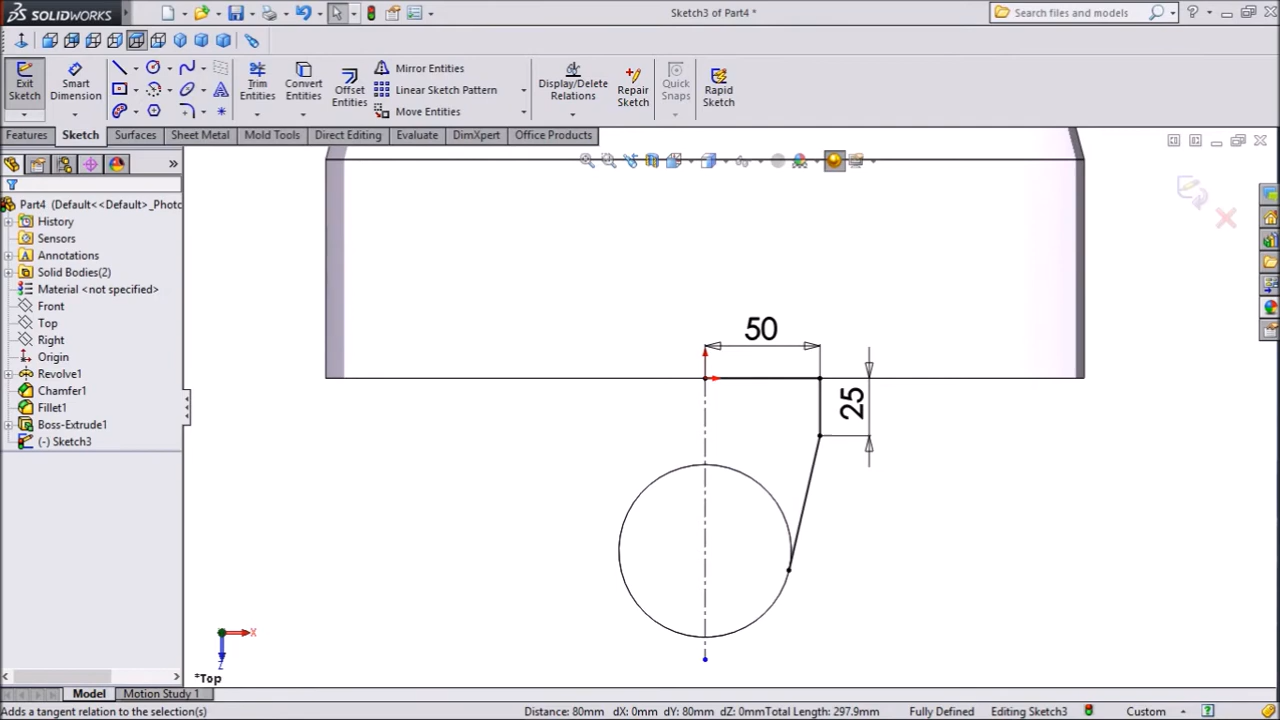 SOLIDWORKS
Sketch3 of Part4 *
Search files and models
Exit Sketch
Smart Dimension
Trim Entities
Convert Entities
Offset Entities
Mirror Entities
Linear Sketch Pattern
Move Entities
Display/Delete Relations
Repair Sketch
Quick Snaps
Rapid Sketch
Features
Sketch
Surfaces
Sheet Metal
Mold Tools
Direct Editing
Evaluate
DimXpert
Office Products
Part4 (Default<<Default>_Photo
History
Sensors
Annotations
Solid Bodies(2)
Material <not specified>
Front
Top
Right
Origin
Revolve1
Chamfer1
Fillet1
Boss-Extrude1
(-) Sketch3
50
25
X
Z
*Top
Model
Motion Study 1
Adds a tangent relation to the selection(s)
Distance: 80mm dX: 0mm dY: 80mm dZ: 0mmTotal Length: 297.9mm
Fully Defined
Editing Sketch3
Custom